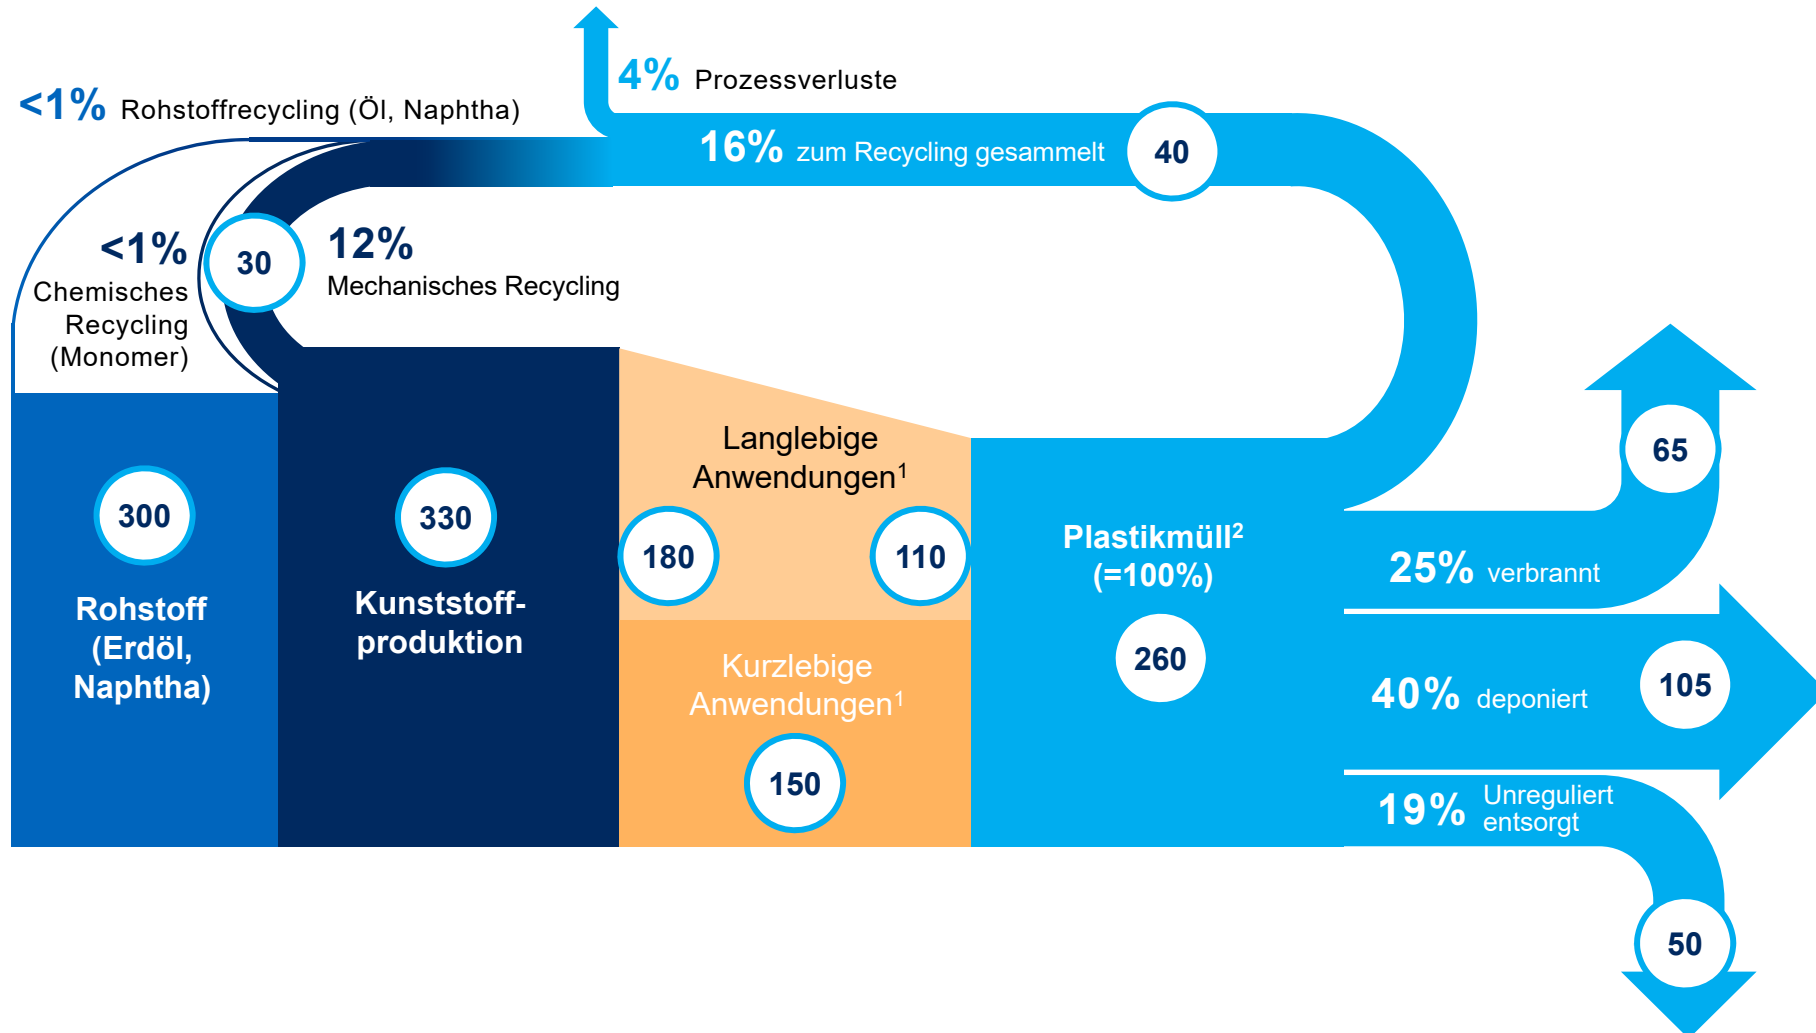 4% Prozessverluste
<1% Rohstoffrecycling (Öl, Naphtha)
16% zum Recycling gesammelt
40
<1%
Chemisches
Recycling
(Monomer)
30
12%
Mechanisches Recycling
300
Rohstoff
(Erdöl,
Naphtha)
330
Kunststoff-
produktion
Langlebige
Anwendungen¹
180
110
Kurzlebige
Anwendungen¹
150
Plastikmüll²
(=100%)
260
65
25% verbrannt
40% deponiert
105
19% Unreguliert
entsorgt
50